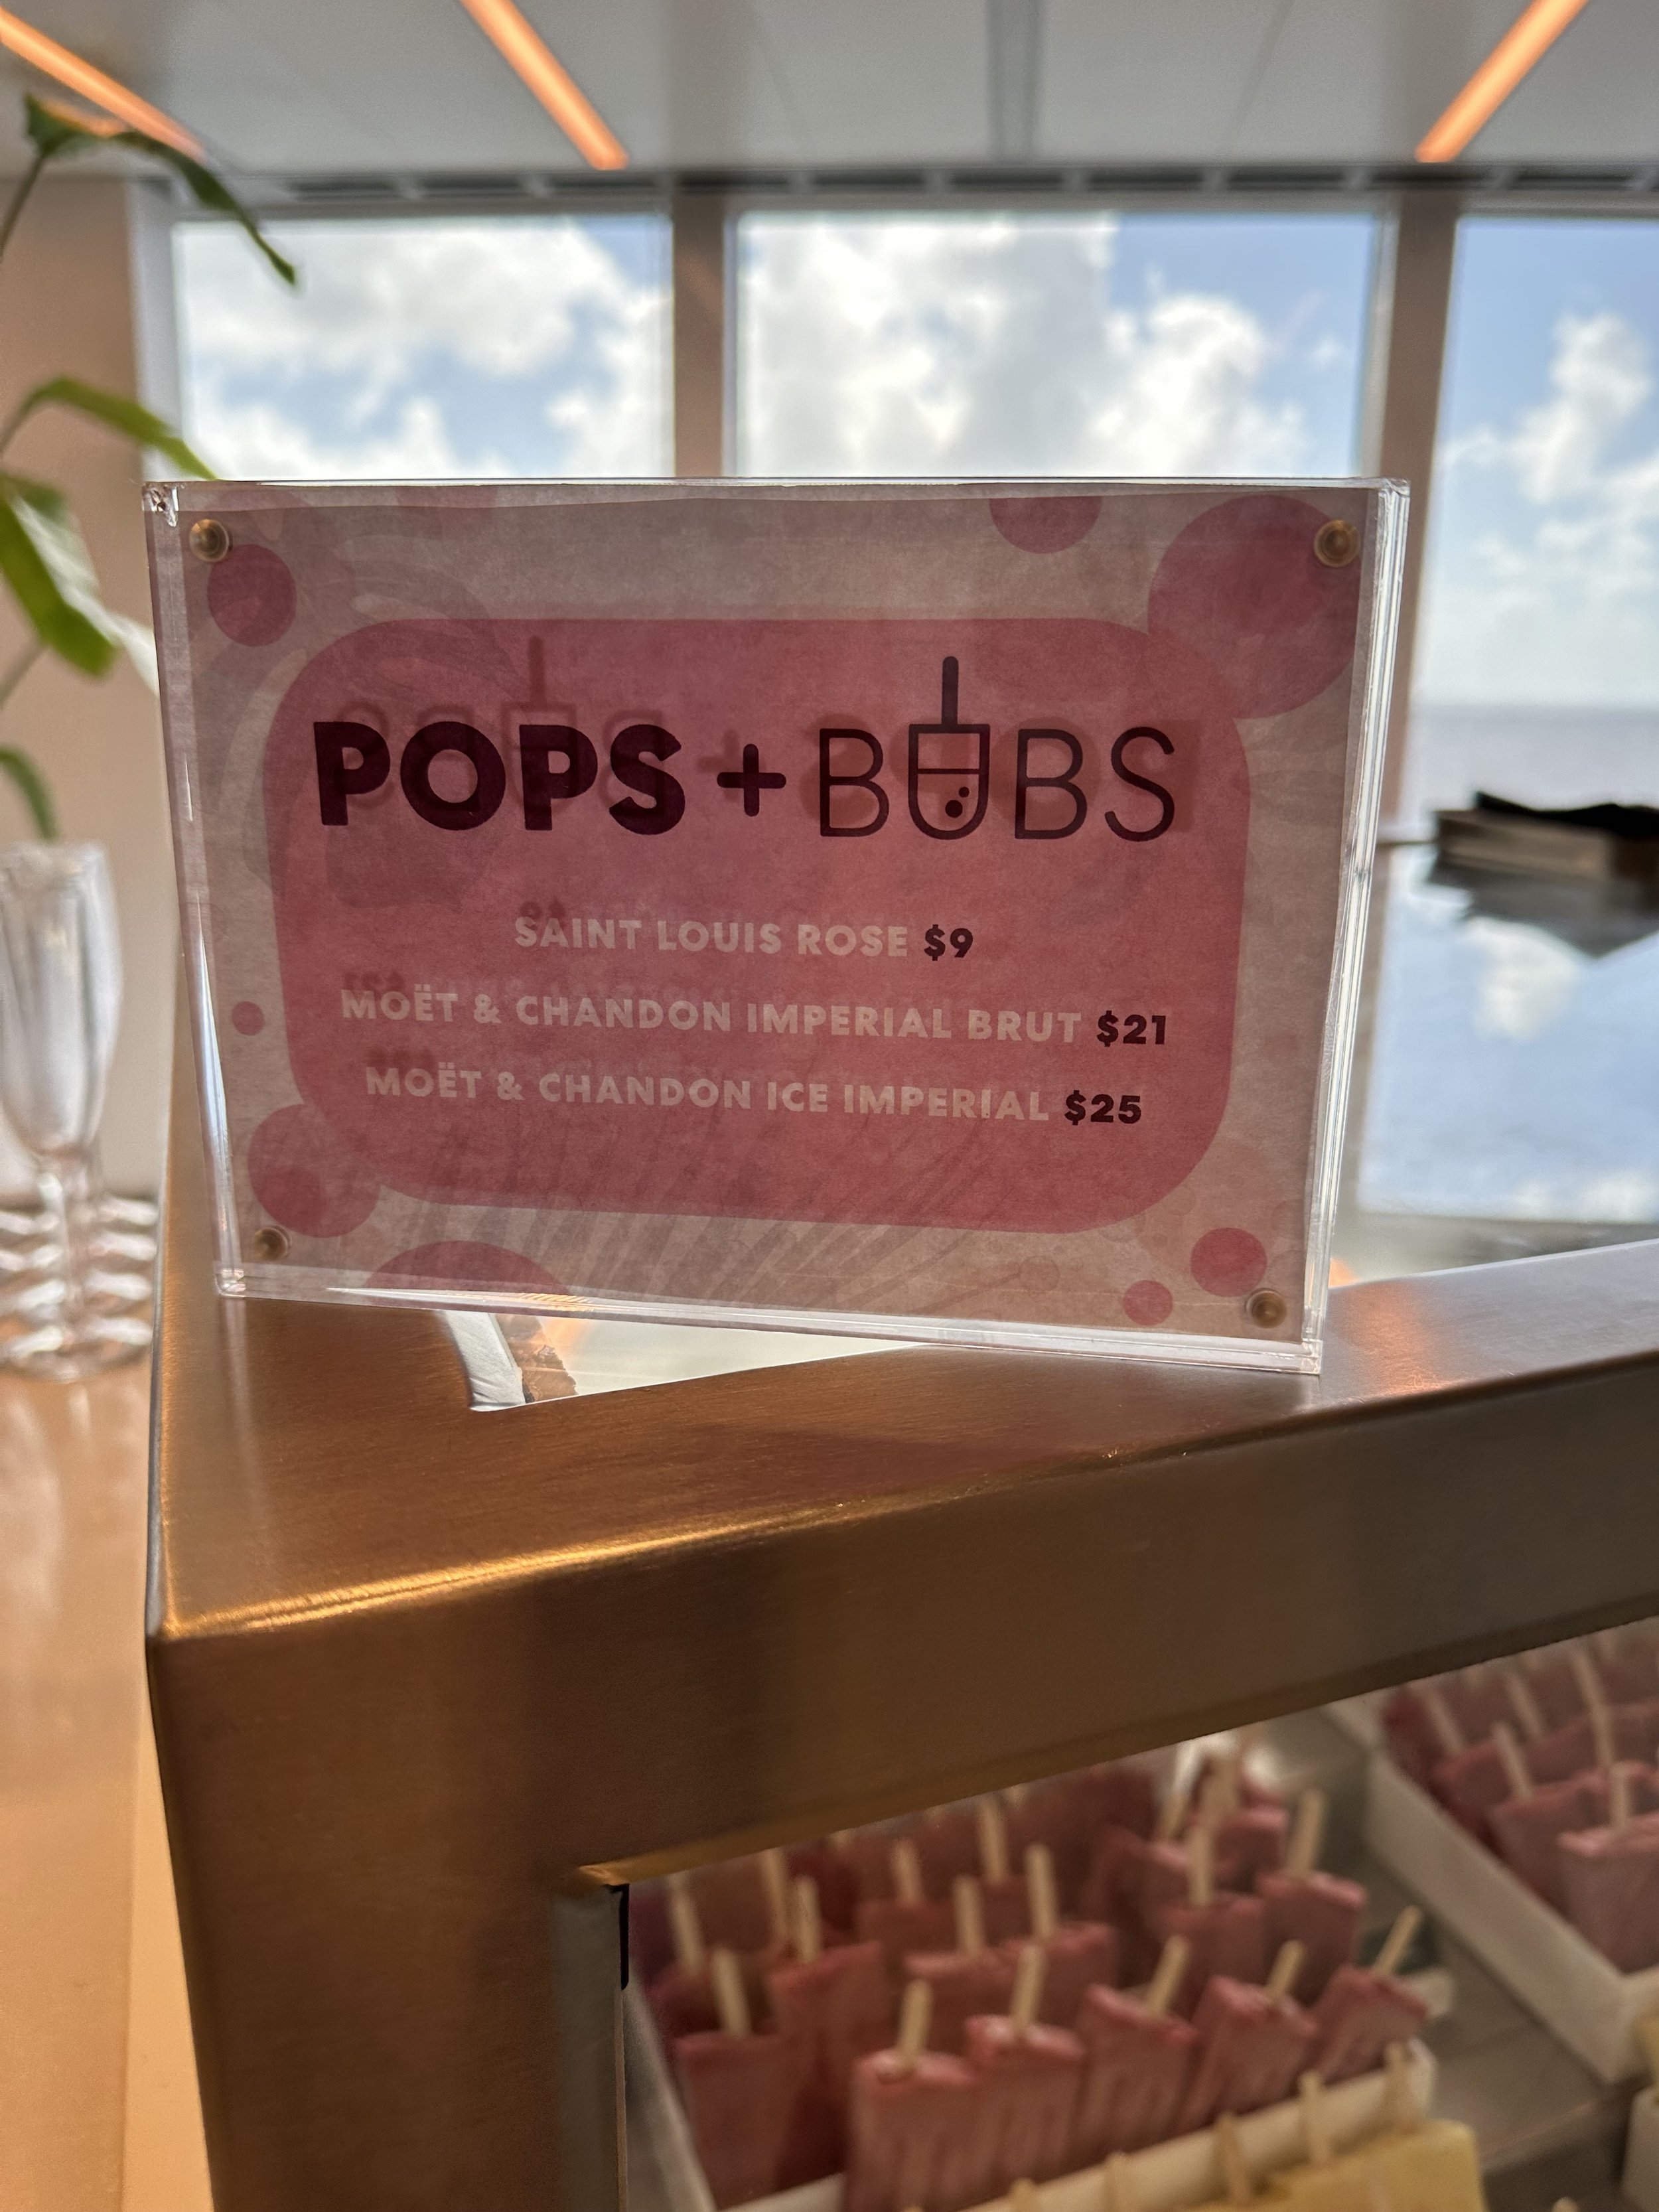 POPS + BUBS
SAINT LOUIS ROSE $9
MOËT & CHANDON IMPERIAL BRUT $21
MOËT & CHANDON ICE IMPERIAL $25